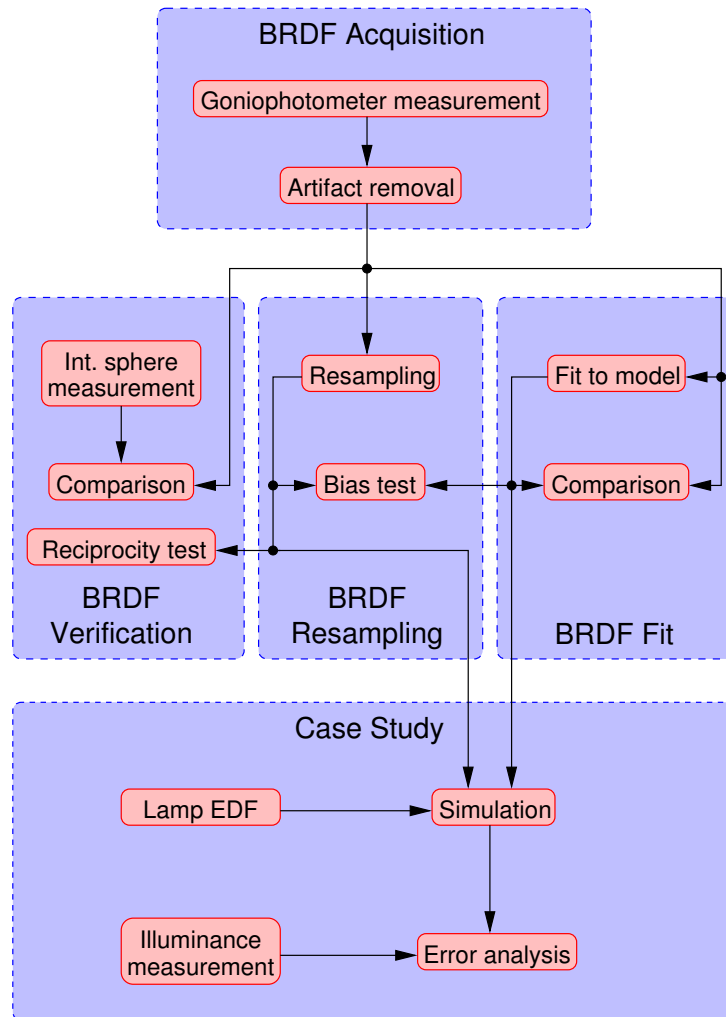 BRDF Acquisition
Goniophotometer measurement
Artifact removal
Int. sphere
measurement
Comparison
Reciprocity test
BRDF
Verification
Resampling
Bias test
BRDF
Resampling
Fit to model
Comparison
BRDF Fit
Case Study
Lamp EDF
Simulation
Illuminance
measurement
Error analysis